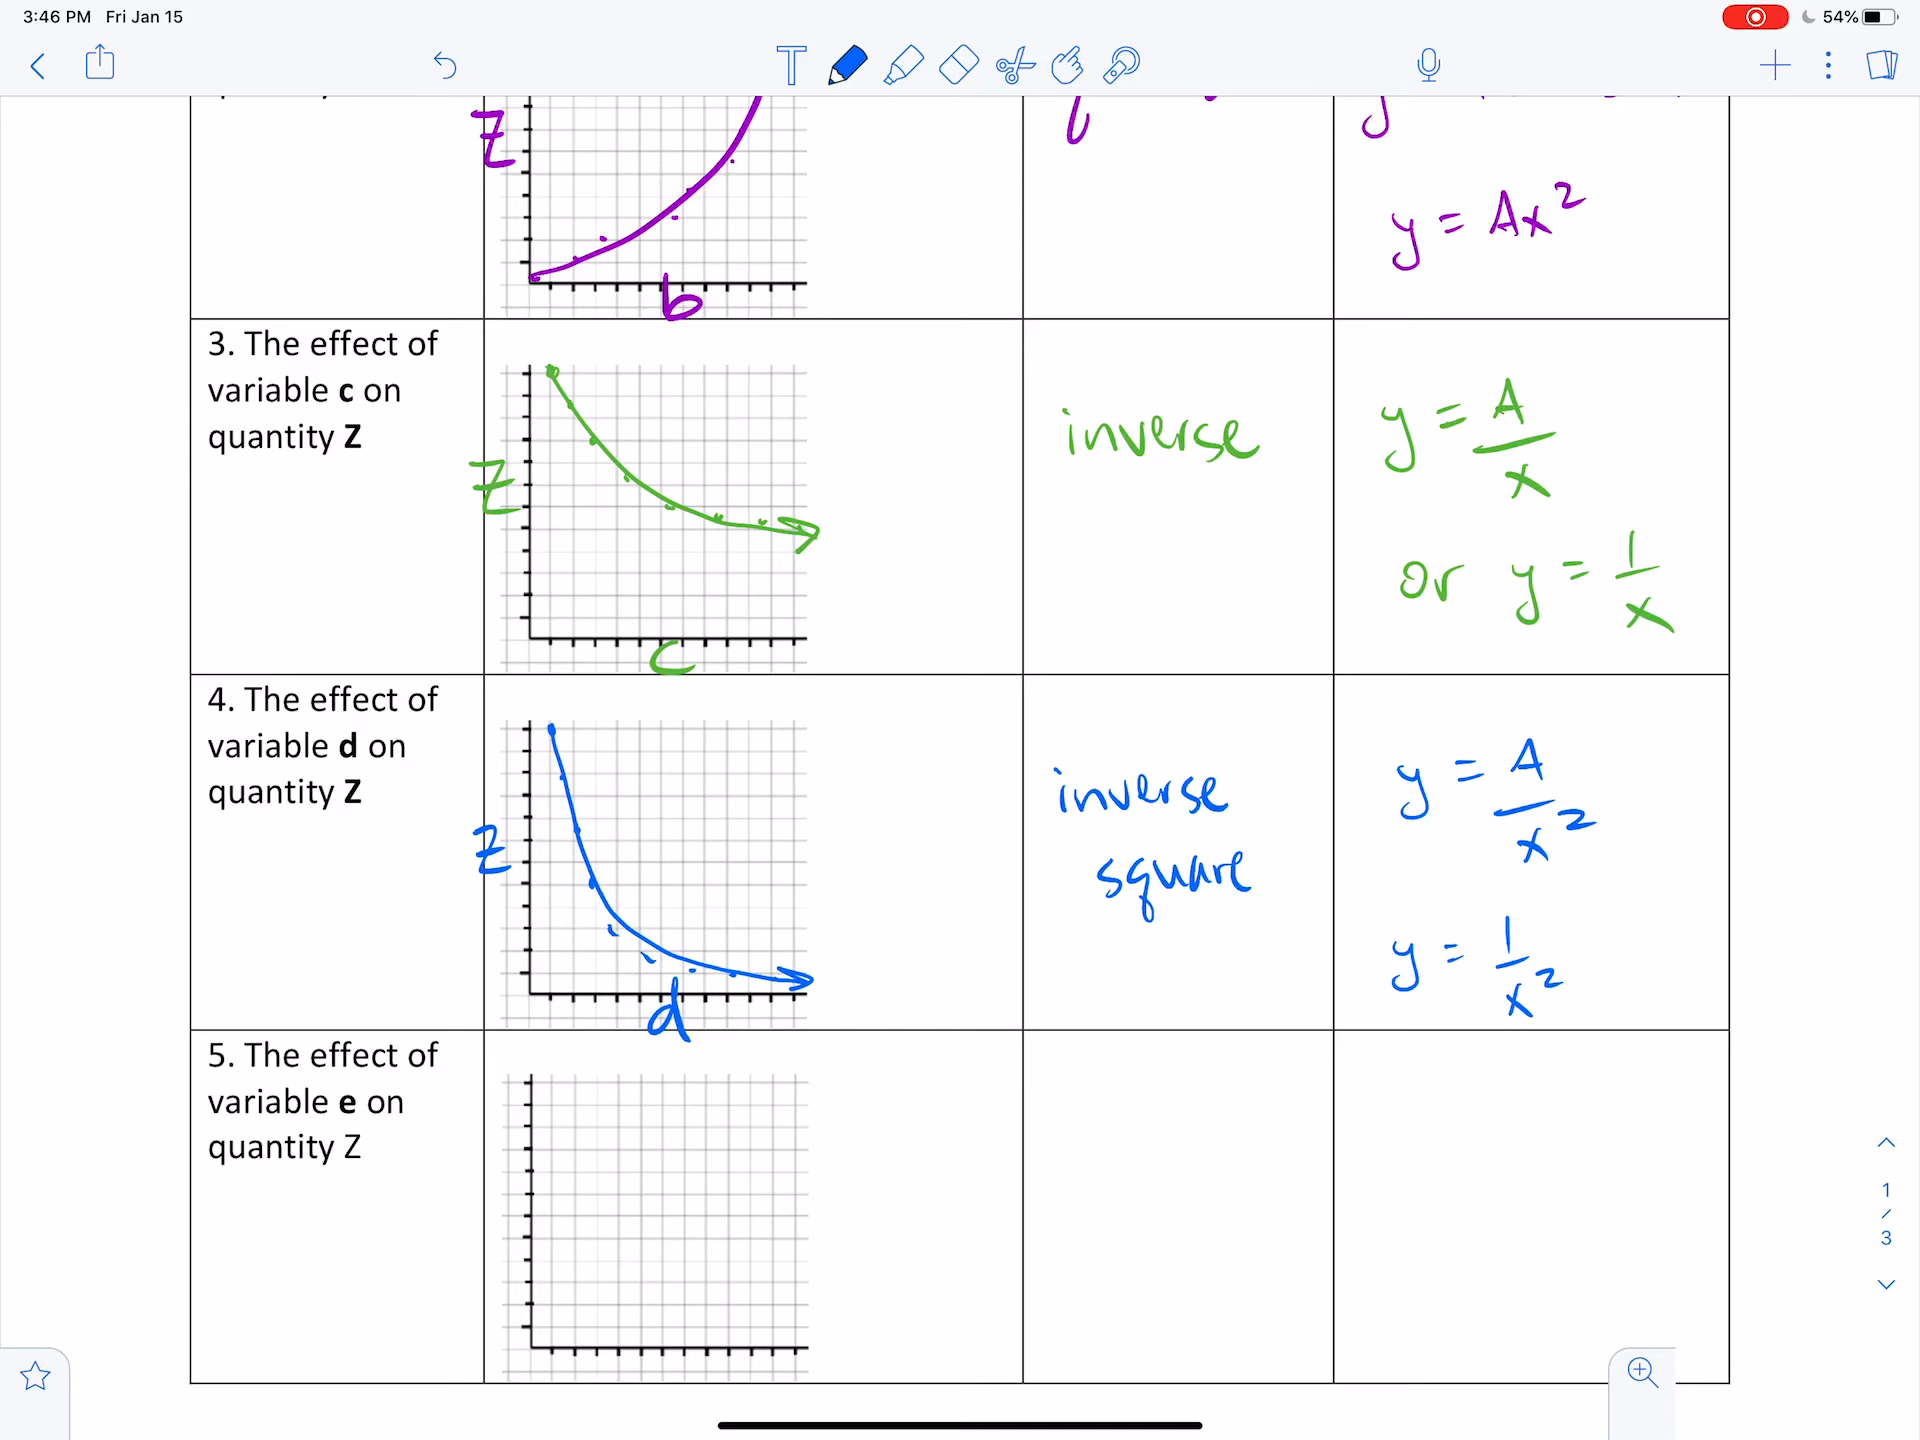 3:46 PM Fri Jan 15
54%
T
Z
b
y = Ax²
3. The effect of
variable c on
quantity Z
Z
c
inverse
y = A
x
or y = 1
x
4. The effect of
variable d on
quantity Z
Z
d
inverse
square
y = A
x²
y = 1
x²
5. The effect of
variable e on
quantity Z
1
/
3